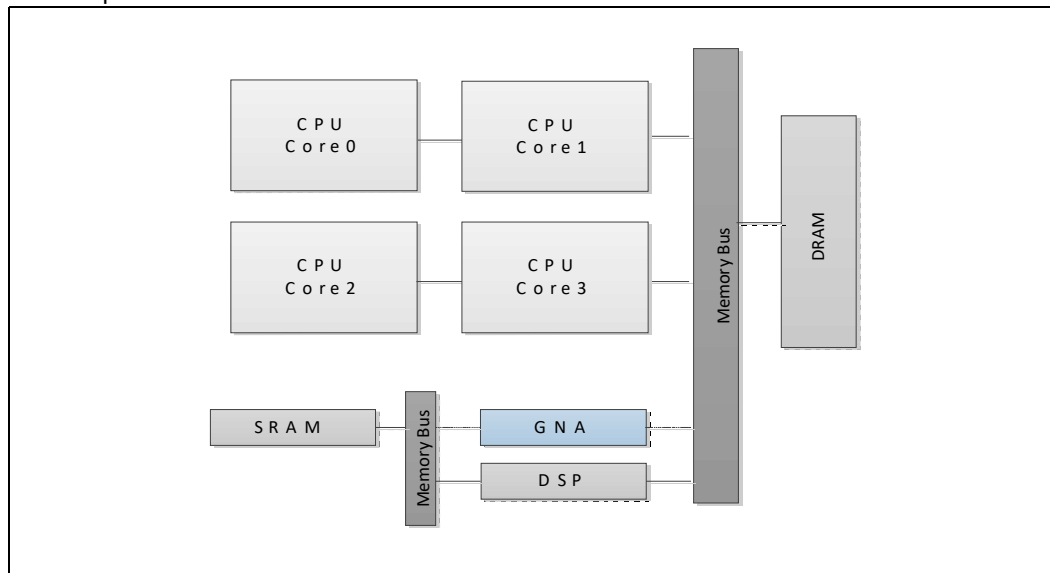 CPU
Core0
CPU
Core1
CPU
Core2
CPU
Core3
Memory Bus
DRAM
SRAM
Memory Bus
GNA
DSP